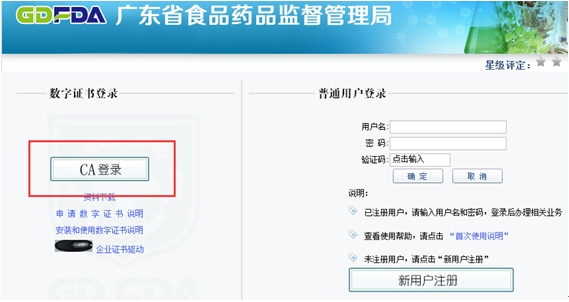 GDFDA 广东省食品药品监督管理局
星级评定：
数字证书登录
CA登录
资料下载
申请数字证书说明
安装和使用数字证书说明
企业证书驱动
普通用户登录
用户名:
密 码:
验证码: 点击输入
确 定 取 消
说明:
已注册用户，请输入用户名和密码，登录后办理相关业务
查看使用帮助，请点击 “首次使用说明”
未注册用户，请点击“新用户注册”
新用户注册